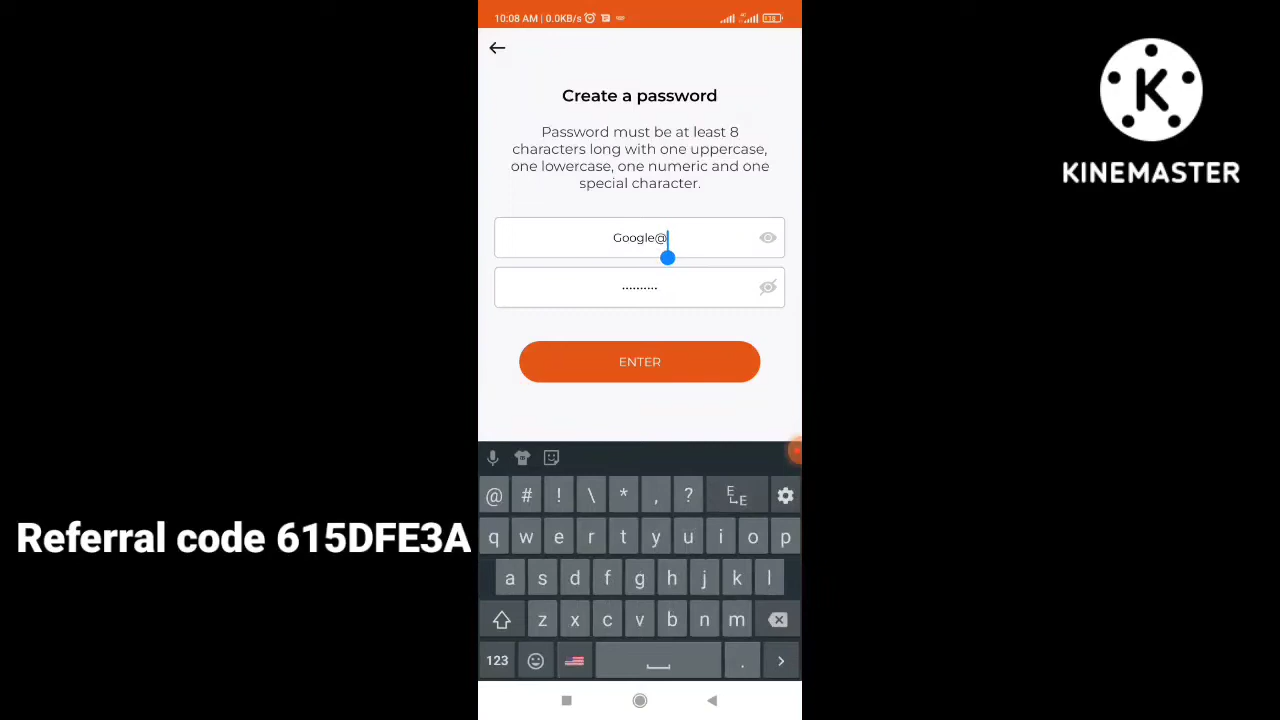 10:08 AM | 0.0KB/s
Create a password
Password must be at least 8
characters long with one uppercase,
one lowercase, one numeric and one
special character.
Google@
..........
ENTER
K
KINEMASTER
Referral code 615DFE3A
@ # ! \ * , ? E E
q w e r t y u i o p
a s d f g h j k l
z x c v b n m
123 . >